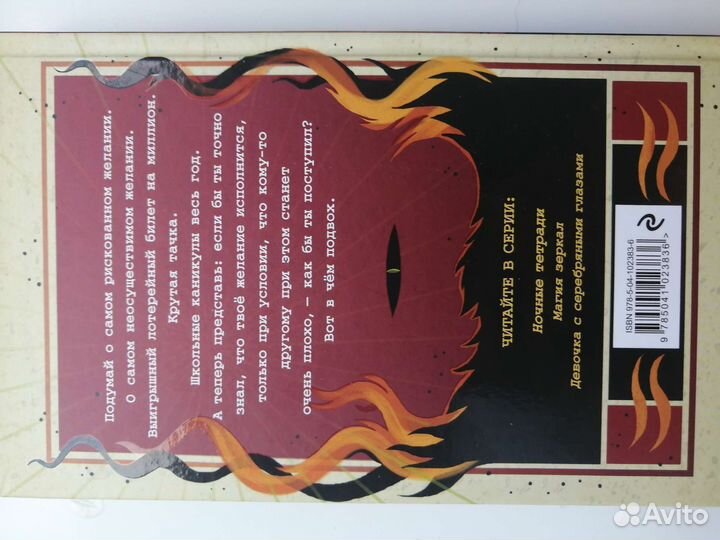 Подумай о самом рискованном желании.
О самом неосуществимом желании.
Выигрышный лотерейный билет на миллион.
Крутая тачка.
Школьные каникулы весь год.
А теперь представь: если бы ты точно
знал, что твоё желание исполнится,
только при условии, что кому-то
другому при этом станет
очень плохо, – как бы ты поступил?
Вот в чём подвох.
ЧИТАЙТЕ В СЕРИИ:
Ночные тетради
Магия зеркал
Девочка с серебряными глазами
ISBN 978-5-04-102383-6
9 785041 023836 >
Avito